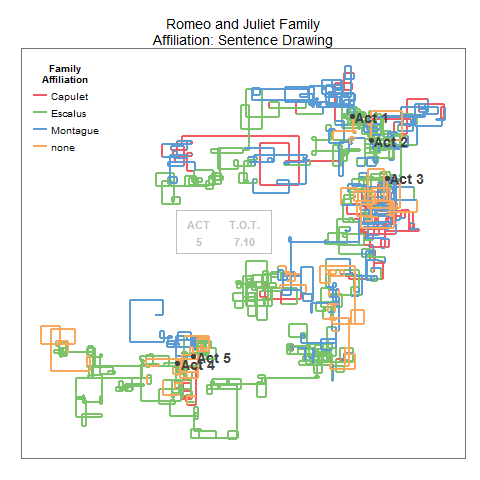 Romeo and Juliet Family
Affiliation: Sentence Drawing
Family
Affiliation
Capulet
Escalus
Montague
none
Act 1
Act 2
Act 3
ACT T.O.T.
5 7.10
Act 5
Act 4